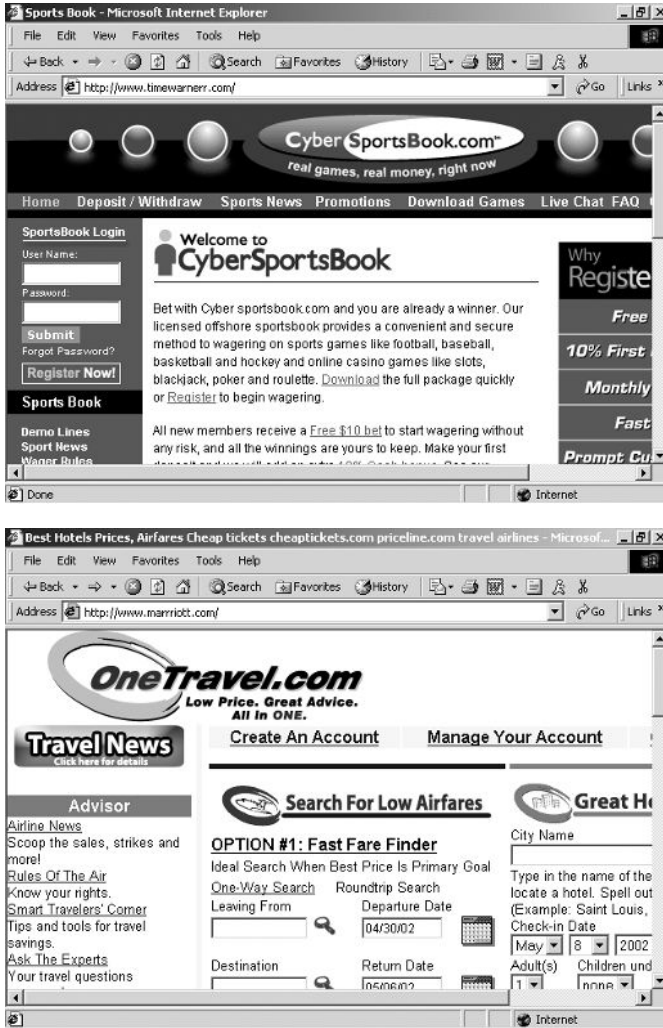 Sports Book - Microsoft Internet Explorer
File Edit View Favorites Tools Help
Back Search Favorites History
Address http://www.timewarnerr.com/ Go Links »
CyberSportsBook.com™
real games, real money, right now
Home Deposit / Withdraw Sports News Promotions Download Games Live Chat FAQ
SportsBook Login
User Name:
Password:
Submit
Forgot Password?
Register Now!
Sports Book
Demo Lines
Sport News
Wager Rules
Welcome to
CyberSportsBook
Bet with Cyber sportsbook.com and you are already a winner. Our
licensed offshore sportsbook provides a convenient and secure
method to wagering on sports games like football, baseball,
basketball and hockey and online casino games like slots,
blackjack, poker and roulette. Download the full package quickly
or Register to begin wagering.
All new members receive a Free $10 bet to start wagering without
any risk, and all the winnings are yours to keep. Make your first
Why
Registe
Free
10% First
Monthly
Fast
Prompt Cu
Done Internet
Best Hotels Prices, Airfares Cheap tickets cheaptickets.com priceline.com travel airlines - Microsof...
File Edit View Favorites Tools Help
Back Search Favorites History
Address http://www.marrriott.com/ Go Links »
OneTravel.com
Low Price. Great Advice.
All In ONE.
Travel News
Click here for details
Create An Account Manage Your Account
Advisor
Airline News
Scoop the sales, strikes and
more!
Rules Of The Air
Know your rights.
Smart Travelers' Corner
Tips and tools for travel
savings.
Ask The Experts
Your travel questions
Search For Low Airfares
OPTION #1: Fast Fare Finder
Ideal Search When Best Price Is Primary Goal
One-Way Search Roundtrip Search
Leaving From Departure Date
04/30/02
Destination Return Date
05/06/02
Great Ho
City Name
Type in the name of the
locate a hotel. Spell out
(Example: Saint Louis,
Check-in Date
May 8 2002
Adult(s) Children und
1 none
Internet